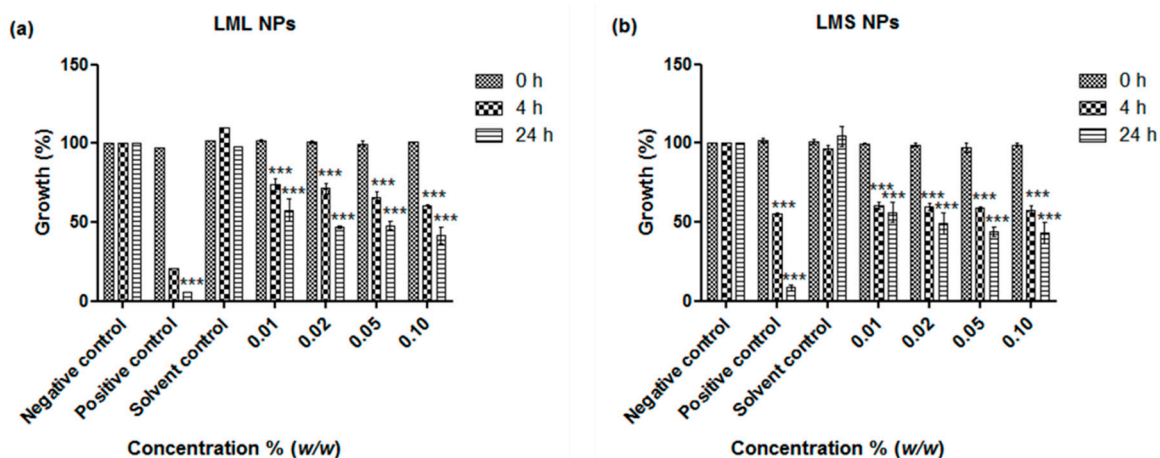 (a)
LML NPs
150
100
50
0
Growth (%)
0 h
4 h
24 h
***
*** ***
*** ***
*** ***
*** ***
Negative control
Positive control
Solvent control
0.01
0.02
0.05
0.10
Concentration % (w/w)
(b)
LMS NPs
150
100
50
0
Growth (%)
0 h
4 h
24 h
*** ***
*** ***
*** ***
*** ***
*** ***
Negative control
Positive control
Solvent control
0.01
0.02
0.05
0.10
Concentration % (w/w)